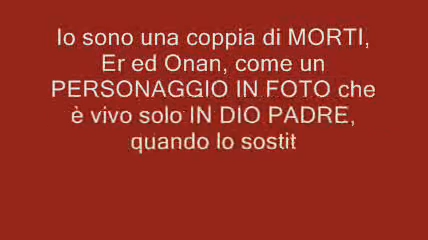 Io sono una coppia di MORTI,
Er ed Onan, come un
PERSONAGGIO IN FOTO che
è vivo solo IN DIO PADRE,
quando lo sostit